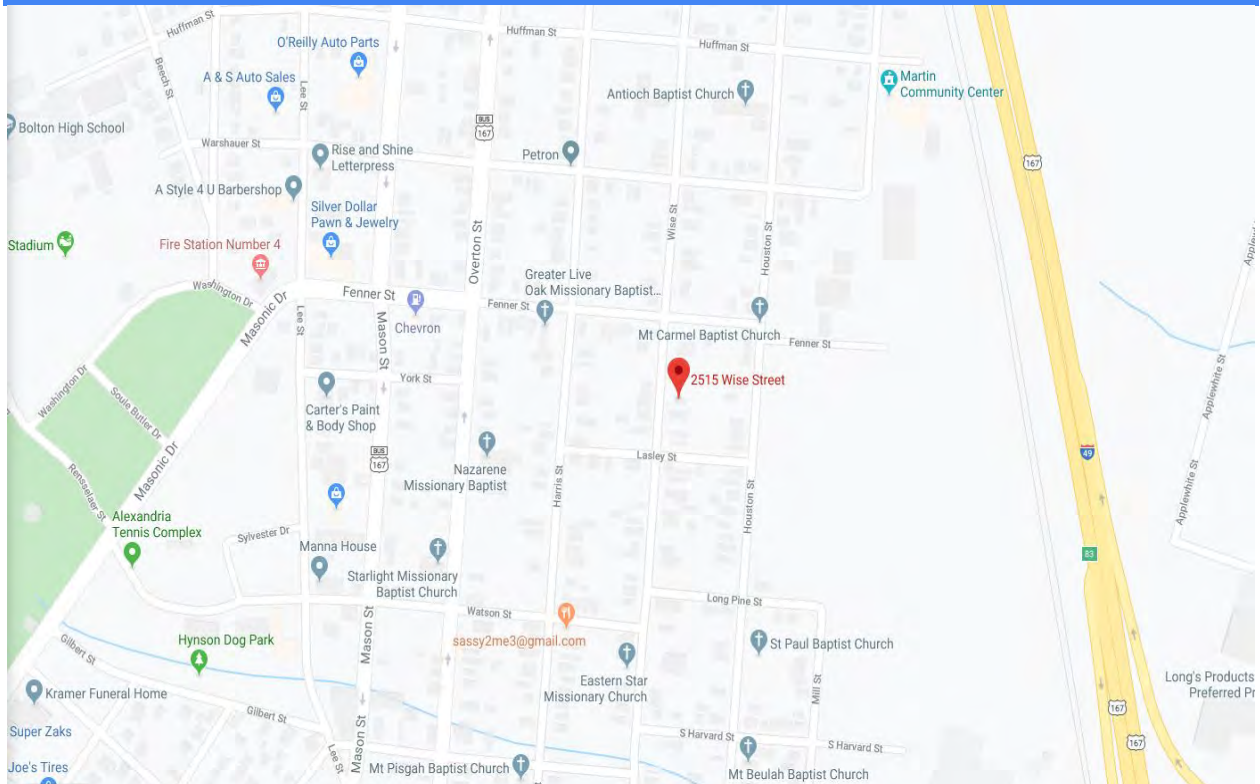 Huffman St
Huffman St
Huffman St
O'Reilly Auto Parts
A & S Auto Sales
Beech St
Lee St
Martin
Community Center
Antioch Baptist Church
Bolton High School
BUS
167
167
Warshauer St
Rise and Shine
Letterpress
Petron
A Style 4 U Barbershop
Silver Dollar
Pawn & Jewelry
Wise St
Houston St
Overton St
Stadium
Fire Station Number 4
Greater Live
Oak Missionary Baptist...
Washington Dr
Masonic Dr
Fenner St
Fenner St
Lee St
Mason St
Chevron
Mt Carmel Baptist Church
Fenner St
2515 Wise Street
York St
Carter's Paint
& Body Shop
Washington Dr
Soule Butler Dr
Applewhite St
Masonic Dr
BUS
167
Nazarene
Missionary Baptist
Lasley St
49
Rensselaer St
Harris St
Houston St
Applewhite St
Alexandria
Tennis Complex
Sylvester Dr
Manna House
Starlight Missionary
Baptist Church
83
Watson St
Long Pine St
sassy2me3@gmail.com
Mason St
Hynson Dog Park
Gilbert St
St Paul Baptist Church
Eastern Star
Missionary Church
Mill St
Long's Products
Preferred Pr
Kramer Funeral Home
Gilbert St
167
Super Zaks
Mason St
Lee St
S Harvard St
S Harvard St
167
Joe's Tires
Mt Pisgah Baptist Church
Mt Beulah Baptist Church